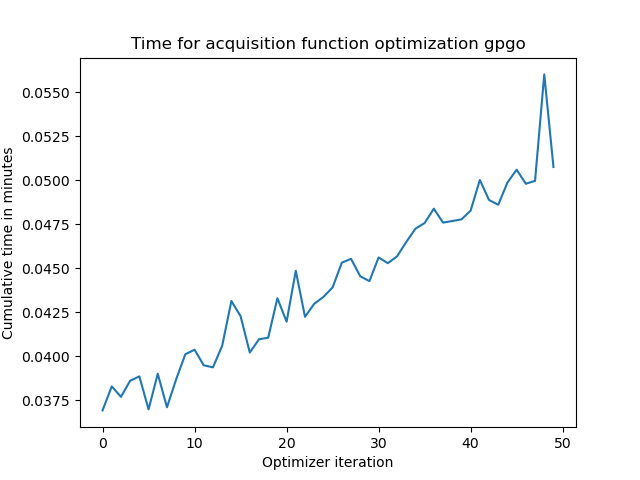 Time for acquisition function optimization gpgo
Cumulative time in minutes
0.0550
0.0525
0.0500
0.0475
0.0450
0.0425
0.0400
0.0375
0 10 20 30 40 50
Optimizer iteration